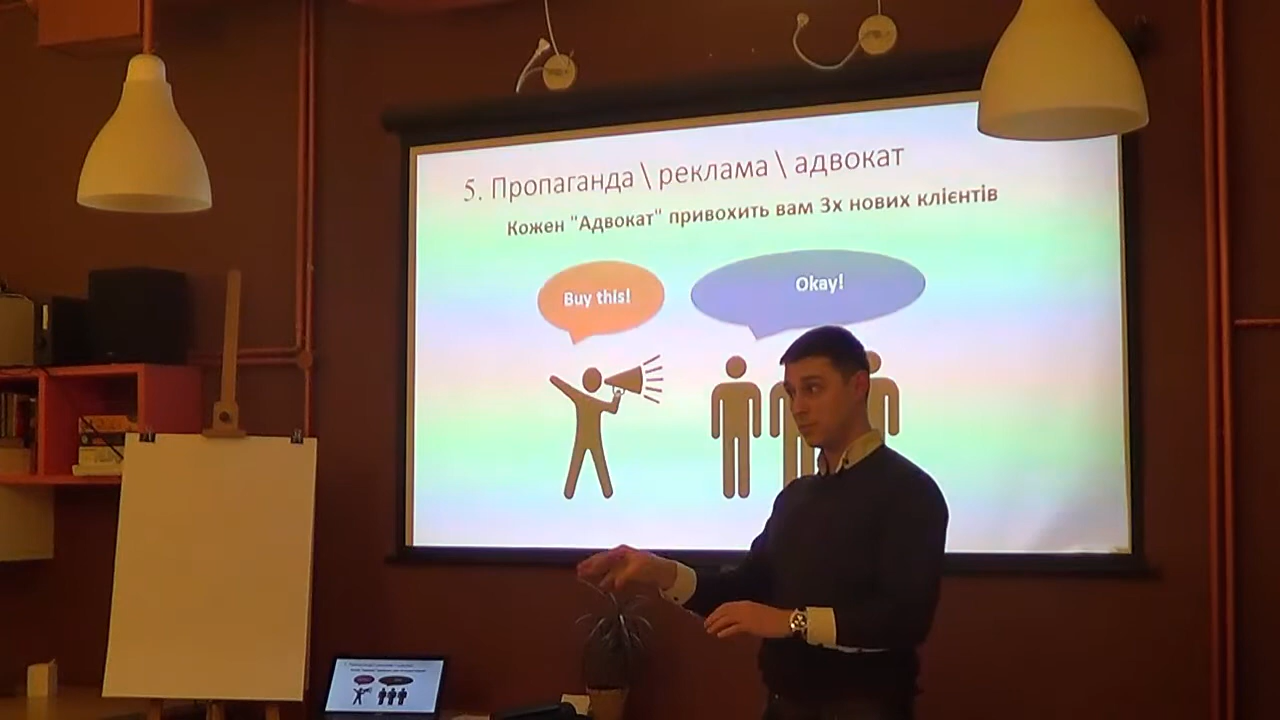 5. Пропаганда \ реклама \ адвокат
Кожен "Адвокат" привохить вам 3х нових клієнтів
Buy this!
Okay!